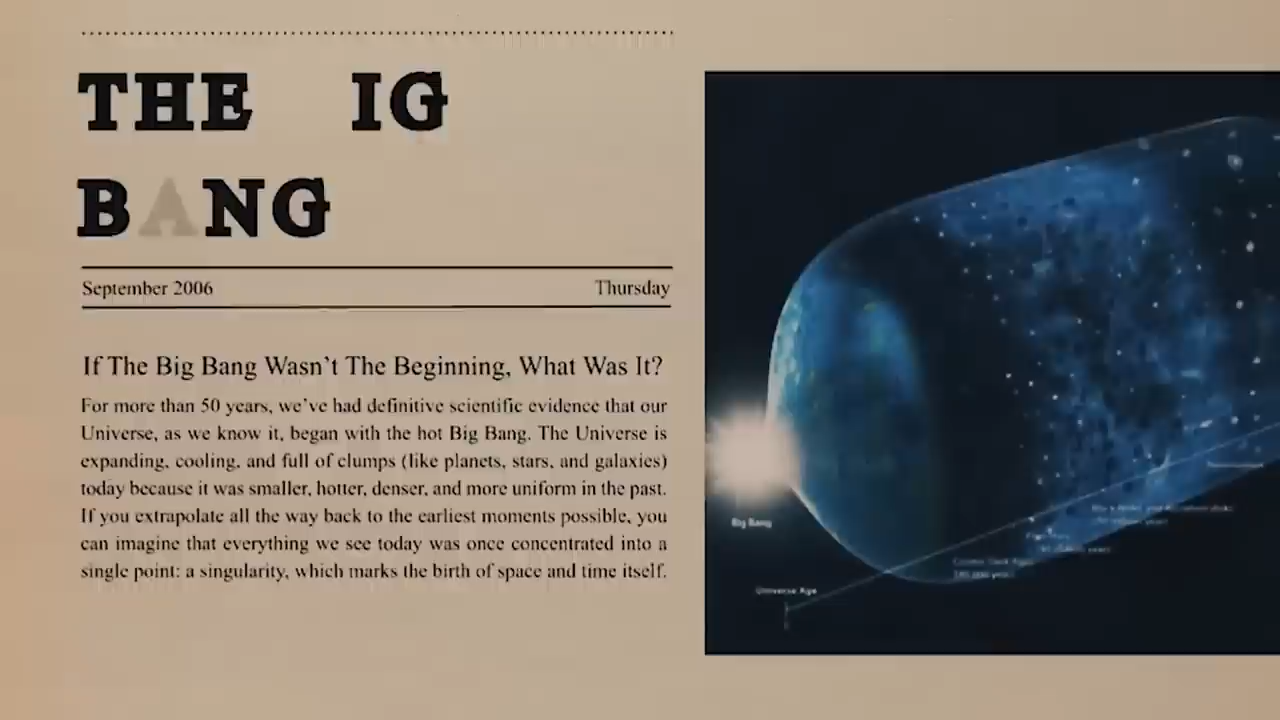 THE IG
BANG
September 2006 Thursday
If The Big Bang Wasn't The Beginning, What Was It?
For more than 50 years, we've had definitive scientific evidence that our
Universe, as we know it, began with the hot Big Bang. The Universe is
expanding, cooling, and full of clumps (like planets, stars, and galaxies)
today because it was smaller, hotter, denser, and more uniform in the past.
If you extrapolate all the way back to the earliest moments possible, you
can imagine that everything we see today was once concentrated into a
single point: a singularity, which marks the birth of space and time itself.
Big Bang
Universe Age